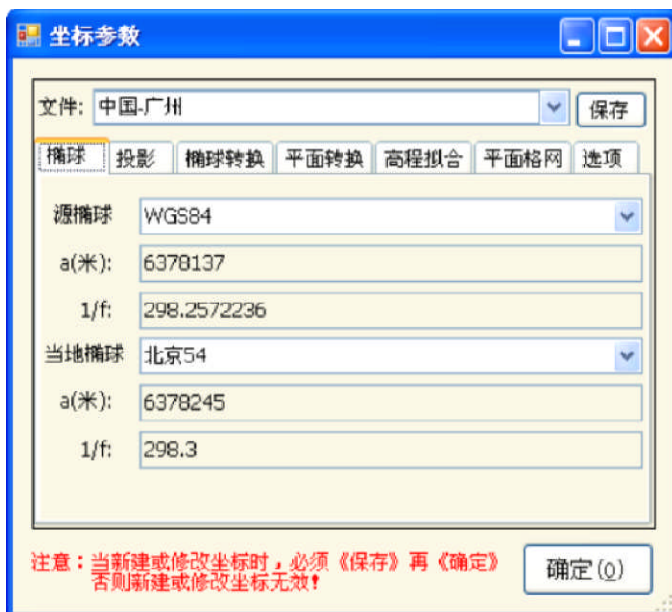 坐标参数
文件: 中国-广州 保存
椭球 投影 椭球转换 平面转换 高程拟合 平面格网 选项
源椭球 WGS84
a(米): 6378137
1/f: 298.2572236
当地椭球 北京54
a(米): 6378245
1/f: 298.3
注意：当新建或修改坐标时，必须《保存》再《确定》
否则新建或修改坐标无效!
确定(O)